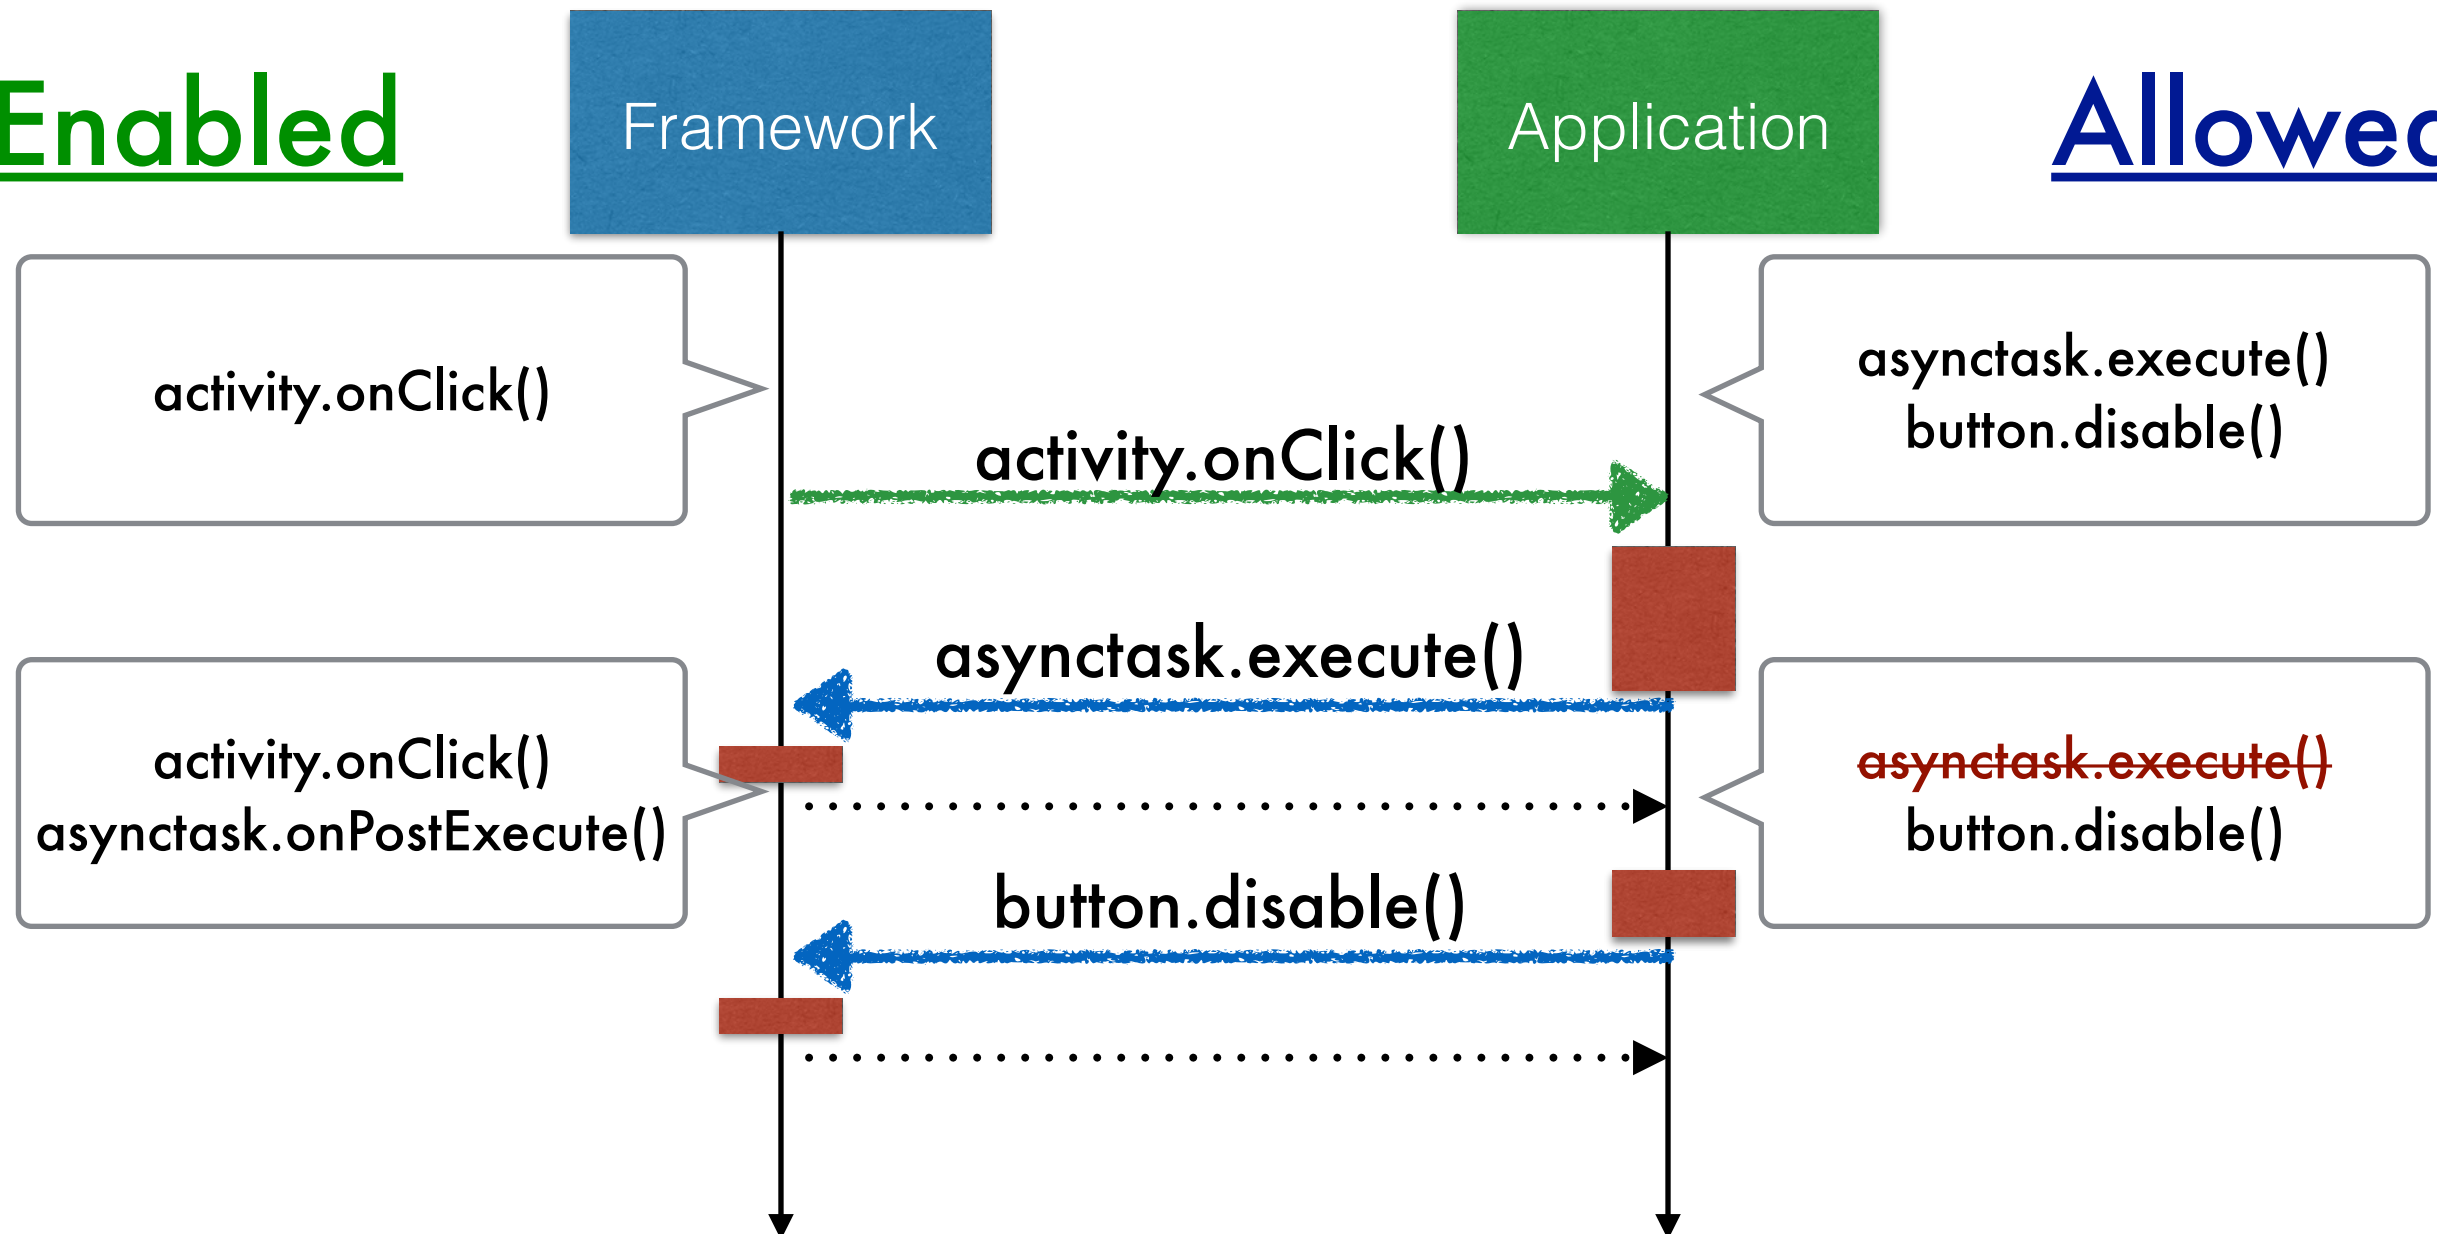 Enabled
Framework
Application
Allowed
activity.onClick()
asynctask.execute()
button.disable()
activity.onClick()
asynctask.execute()
activity.onClick()
asynctask.onPostExecute()
asynctask.execute()
button.disable()
button.disable()